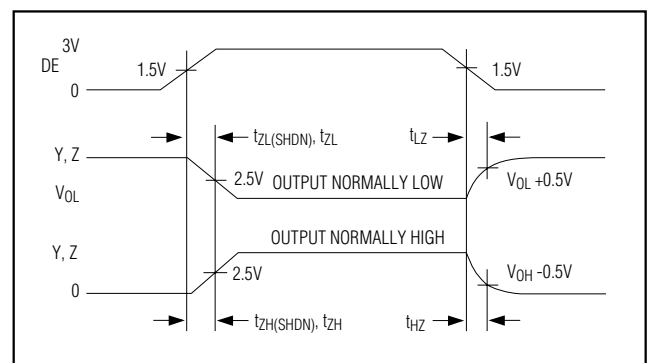 3V
DE
1.5V
1.5V
0
tZL(SHDN), tZL
tLZ
Y, Z
2.5V
OUTPUT NORMALLY LOW
VOL +0.5V
VOL
OUTPUT NORMALLY HIGH
Y, Z
2.5V
VOH -0.5V
0
tZH(SHDN), tZH
tHZ